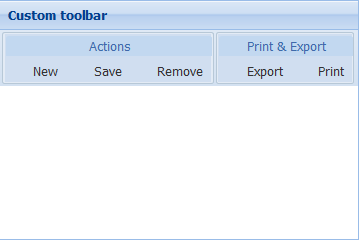 Custom toolbar
Actions Print & Export
New Save Remove Export Print